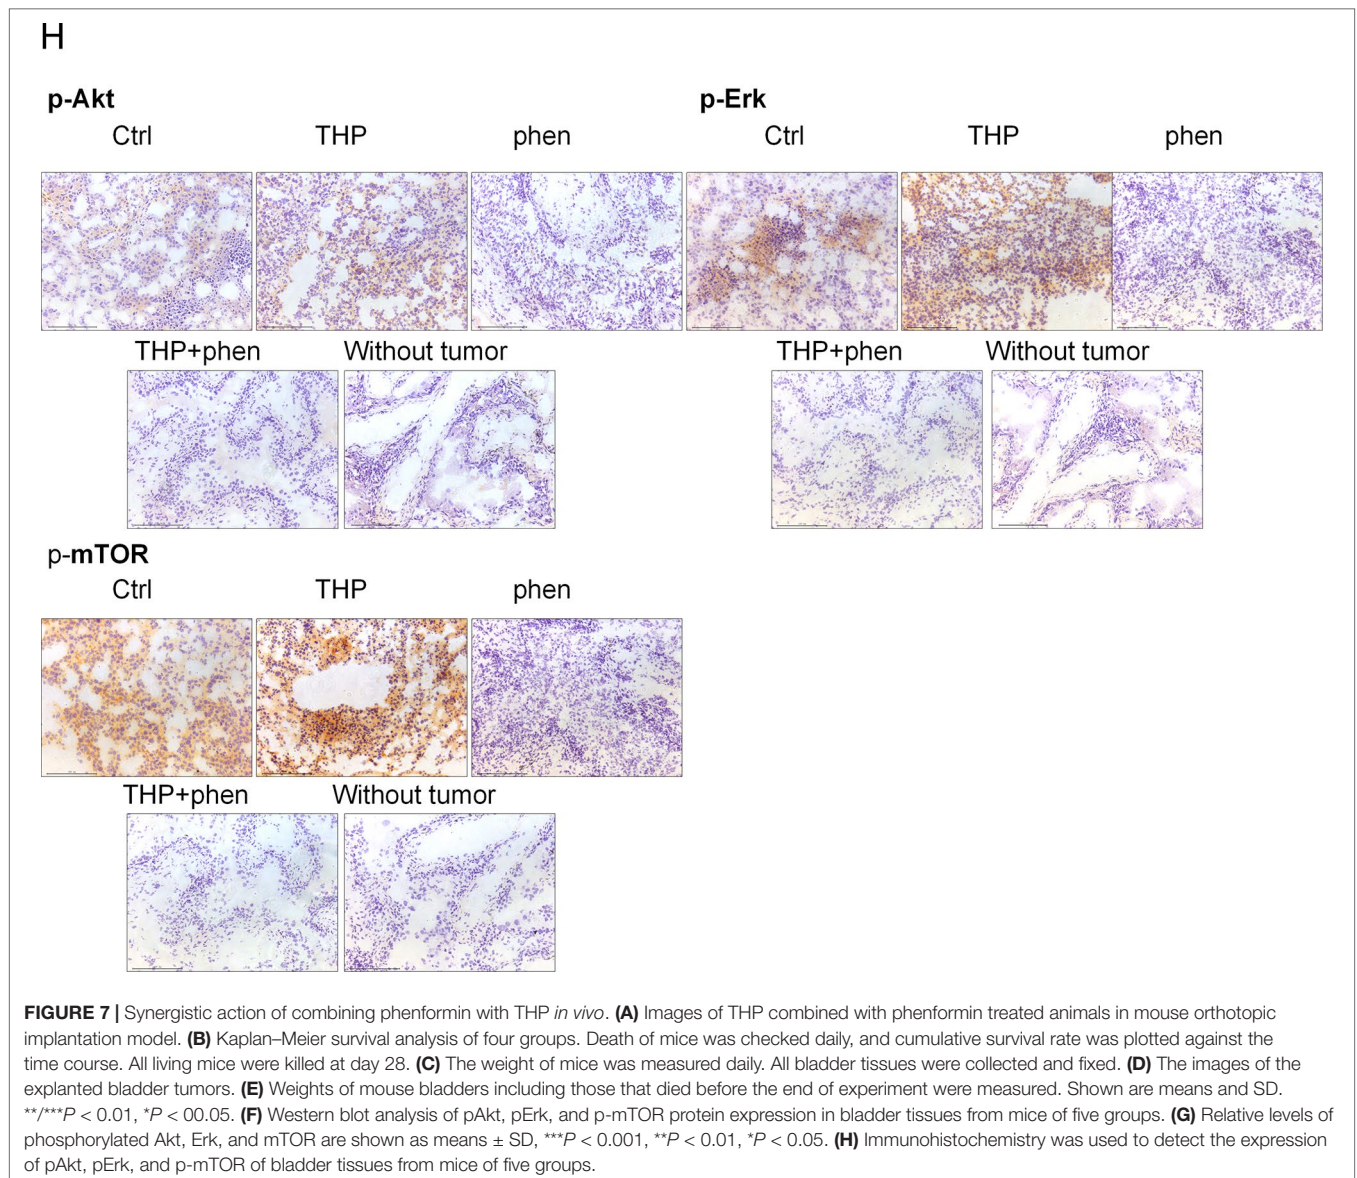 H
p-Akt
p-Erk
Ctrl THP phen
Ctrl THP phen
THP+phen Without tumor
THP+phen Without tumor
p-mTOR
Ctrl THP phen
THP+phen Without tumor
FIGURE 7 | Synergistic action of combining phenformin with THP in vivo. (A) Images of THP combined with phenformin treated animals in mouse orthotopic
implantation model. (B) Kaplan–Meier survival analysis of four groups. Death of mice was checked daily, and cumulative survival rate was plotted against the
time course. All living mice were killed at day 28. (C) The weight of mice was measured daily. All bladder tissues were collected and fixed. (D) The images of the
explanted bladder tumors. (E) Weights of mouse bladders including those that died before the end of experiment were measured. Shown are means and SD.
**/***P < 0.01, *P < 00.05. (F) Western blot analysis of pAkt, pErk, and p-mTOR protein expression in bladder tissues from mice of five groups. (G) Relative levels of
phosphorylated Akt, Erk, and mTOR are shown as means ± SD, ***P < 0.001, **P < 0.01, *P < 0.05. (H) Immunohistochemistry was used to detect the expression
of pAkt, pErk, and p-mTOR of bladder tissues from mice of five groups.